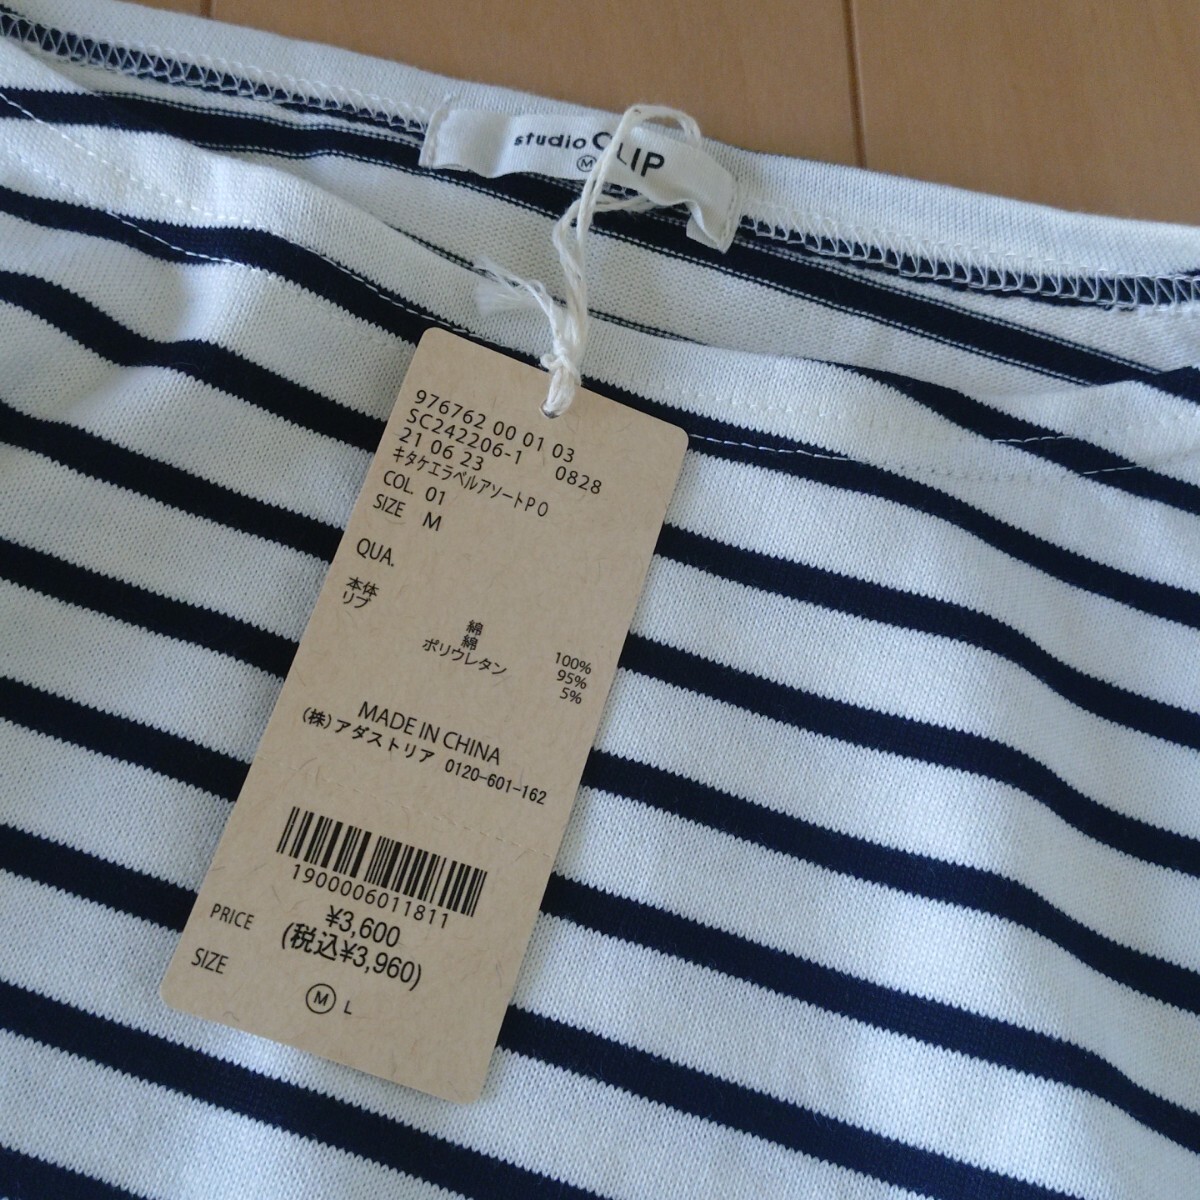 studio CLIP
M
976762 00 01 03
SC242206-1 0828
21 06 23
キタケエラベルアソートPO
COL. 01
SIZE M
QUA.
本体 綿 100%
リブ 綿 95%
ポリウレタン 5%
MADE IN CHINA
(株)アダストリア 0120-601-162
1900006011811
PRICE ¥3,600
(税込¥3,960)
SIZE M L